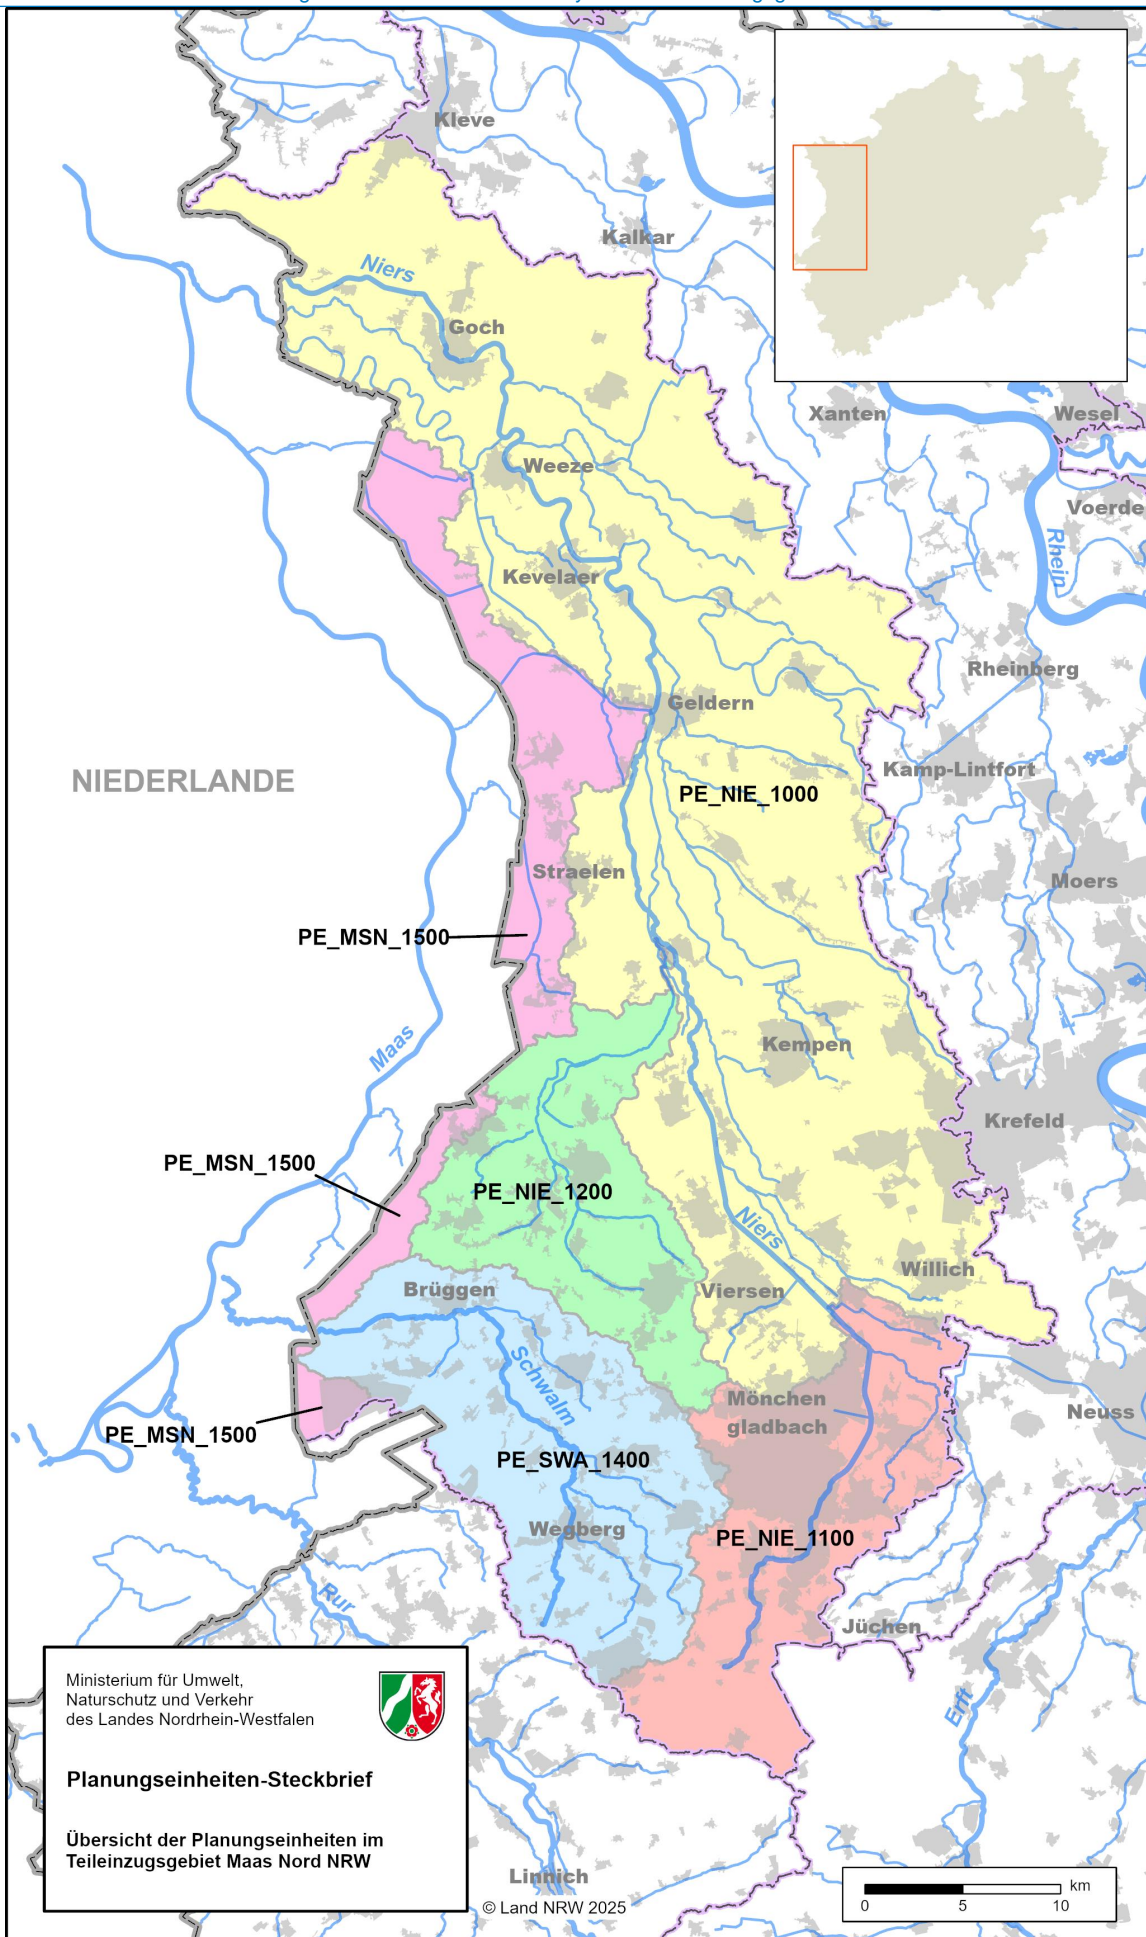 Kleve
Kalkar
Niers
Goch
Xanten
Wesel
Weeze
Voerde
Rhein
Kevelaer
Rheinberg
Geldern
Kamp-Lintfort
NIEDERLANDE
PE_NIE_1000
Straelen
Moers
PE_MSN_1500
Maas
Kempen
Krefeld
PE_MSN_1500
PE_NIE_1200
Niers
Willich
Brüggen
Viersen
Schwalm
Mönchen
gladbach
Neuss
PE_MSN_1500
PE_SWA_1400
Wegberg
PE_NIE_1100
Rur
Jüchen
Erft
Ministerium für Umwelt,
Naturschutz und Verkehr
des Landes Nordrhein-Westfalen
Planungseinheiten-Steckbrief
Übersicht der Planungseinheiten im
Teileinzugsgebiet Maas Nord NRW
Linnich
© Land NRW 2025
km
0 5 10